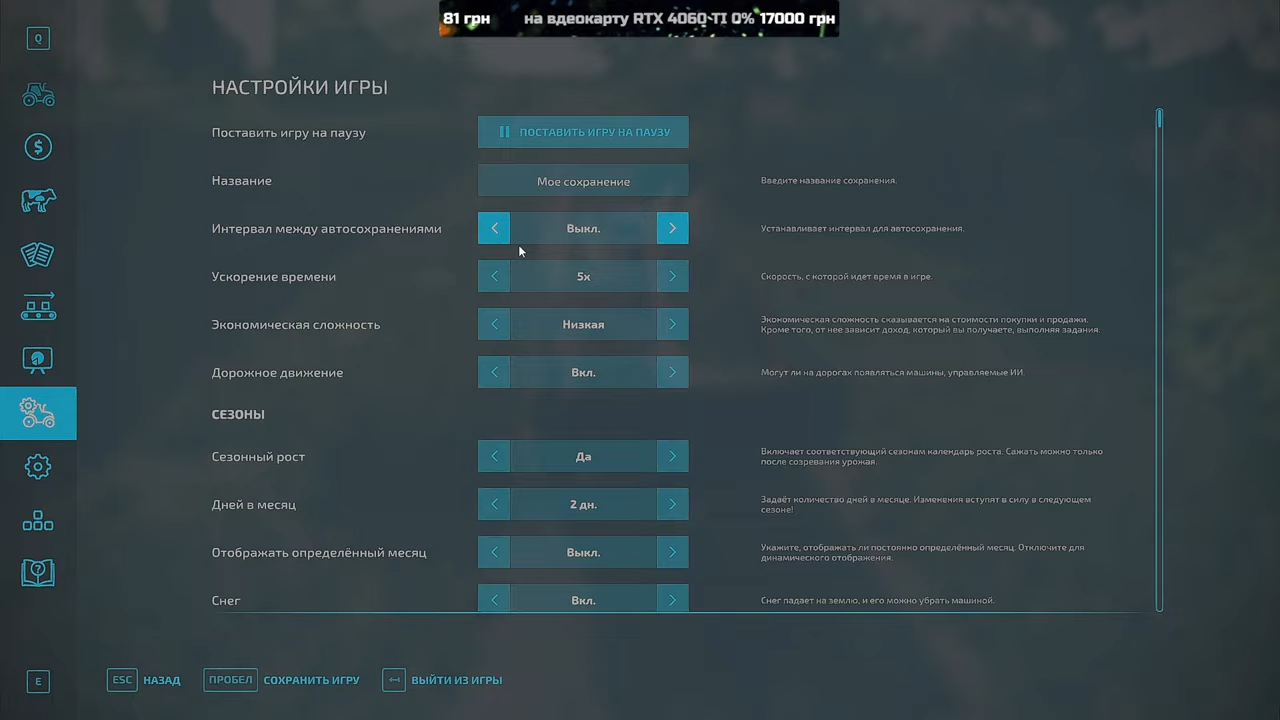 81 грн на вдеокарту RTX 4060-TI 0% 17000 грн
Q
НАСТРОЙКИ ИГРЫ
Поставить игру на паузу ПОСТАВИТЬ ИГРУ НА ПАУЗУ
Название Мое сохранение Введите название сохранения.
Интервал между автосохранениями Выкл. Устанавливает интервал для автосохранения.
Ускорение времени 5x Скорость, с которой идет время в игре.
Экономическая сложность Низкая Экономическая сложность сказывается на стоимости покупки и продажи.
Кроме того, от нее зависит доход, который вы получаете, выполняя задания.
Дорожное движение Вкл. Могут ли на дорогах появляться машины, управляемые ИИ.
СЕЗОНЫ
Сезонный рост Да Включает соответствующий сезонам календарь роста. Сажать можно только
после созревания урожая.
Дней в месяц 2 дн. Задаёт количество дней в месяце. Изменения вступят в силу в следующем
сезоне!
Отображать определённый месяц Выкл. Укажите, отображать ли постоянно определённый месяц. Отключите для
динамического отображения.
Снег Вкл. Снег падает на землю, и его можно убрать машиной.
E
ESC НАЗАД ПРОБЕЛ СОХРАНИТЬ ИГРУ ВЫЙТИ ИЗ ИГРЫ